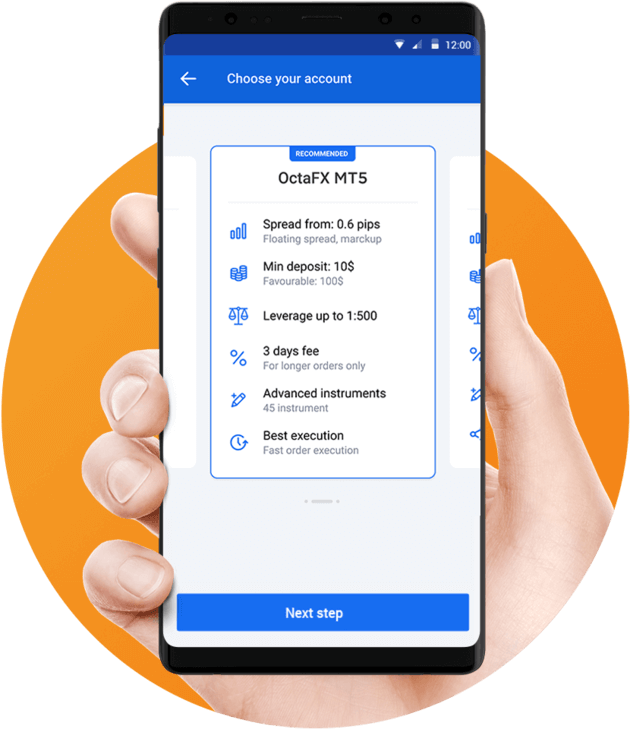 12:00
Choose your account
RECOMMENDED
OctaFX MT5
Spread from: 0.6 pips
Floating spread, marckup
Min deposit: 10$
Favourable: 100$
Leverage up to 1:500
3 days fee
For longer orders only
Advanced instruments
45 instrument
Best execution
Fast order execution
Next step